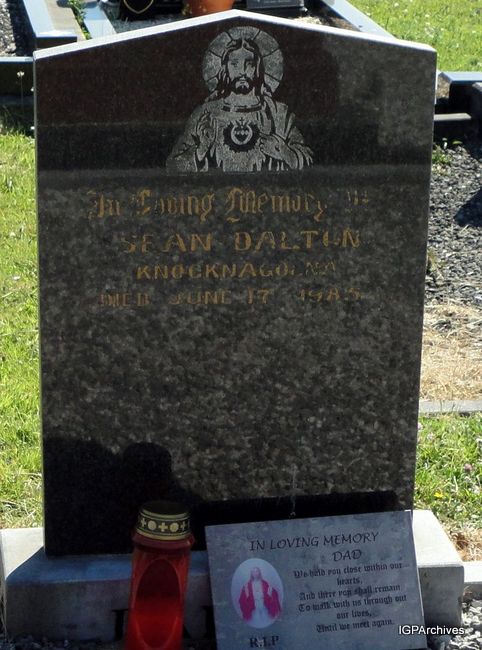 In Loving Memory Of
SEAN DALTON
KNOCKNAGOENA
DIED JUNE 17 1985
IN LOVING MEMORY
DAD
We hold you close within our
hearts,
And there you shall remain
To walk with us through out
our lives,
Until we meet again.
R.I.P
IGPArchives